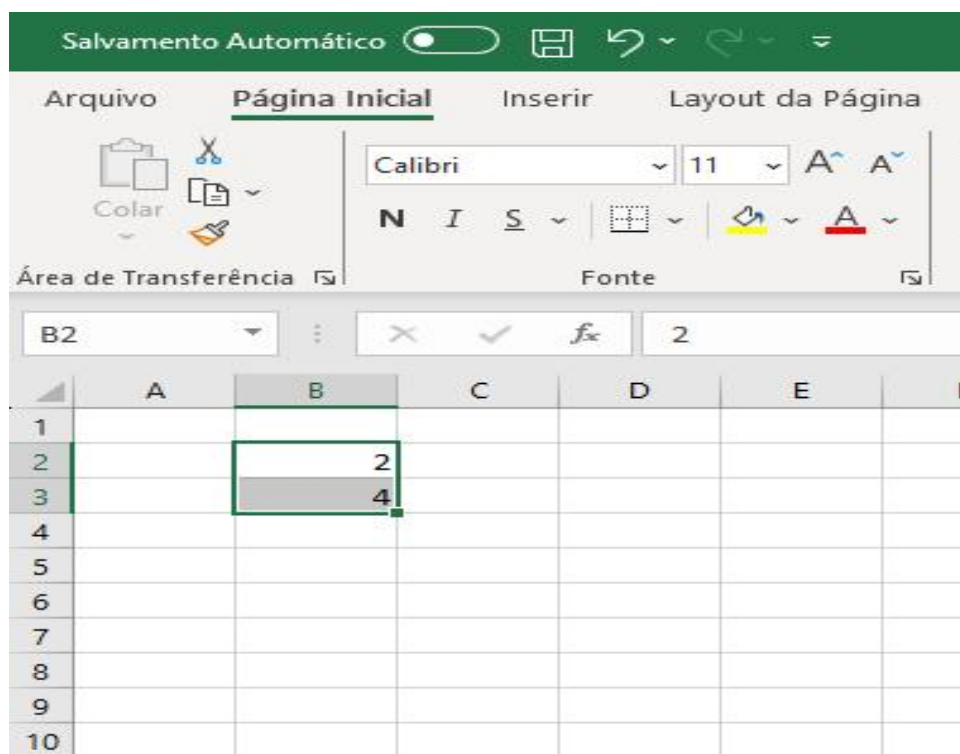 Salvamento Automático
Arquivo Página Inicial Inserir Layout da Página
Colar
Calibri 11 A A
N I S A
Área de Transferência Fonte
B2 fx 2
A B C D E
1
2 2
3 4
4
5
6
7
8
9
10